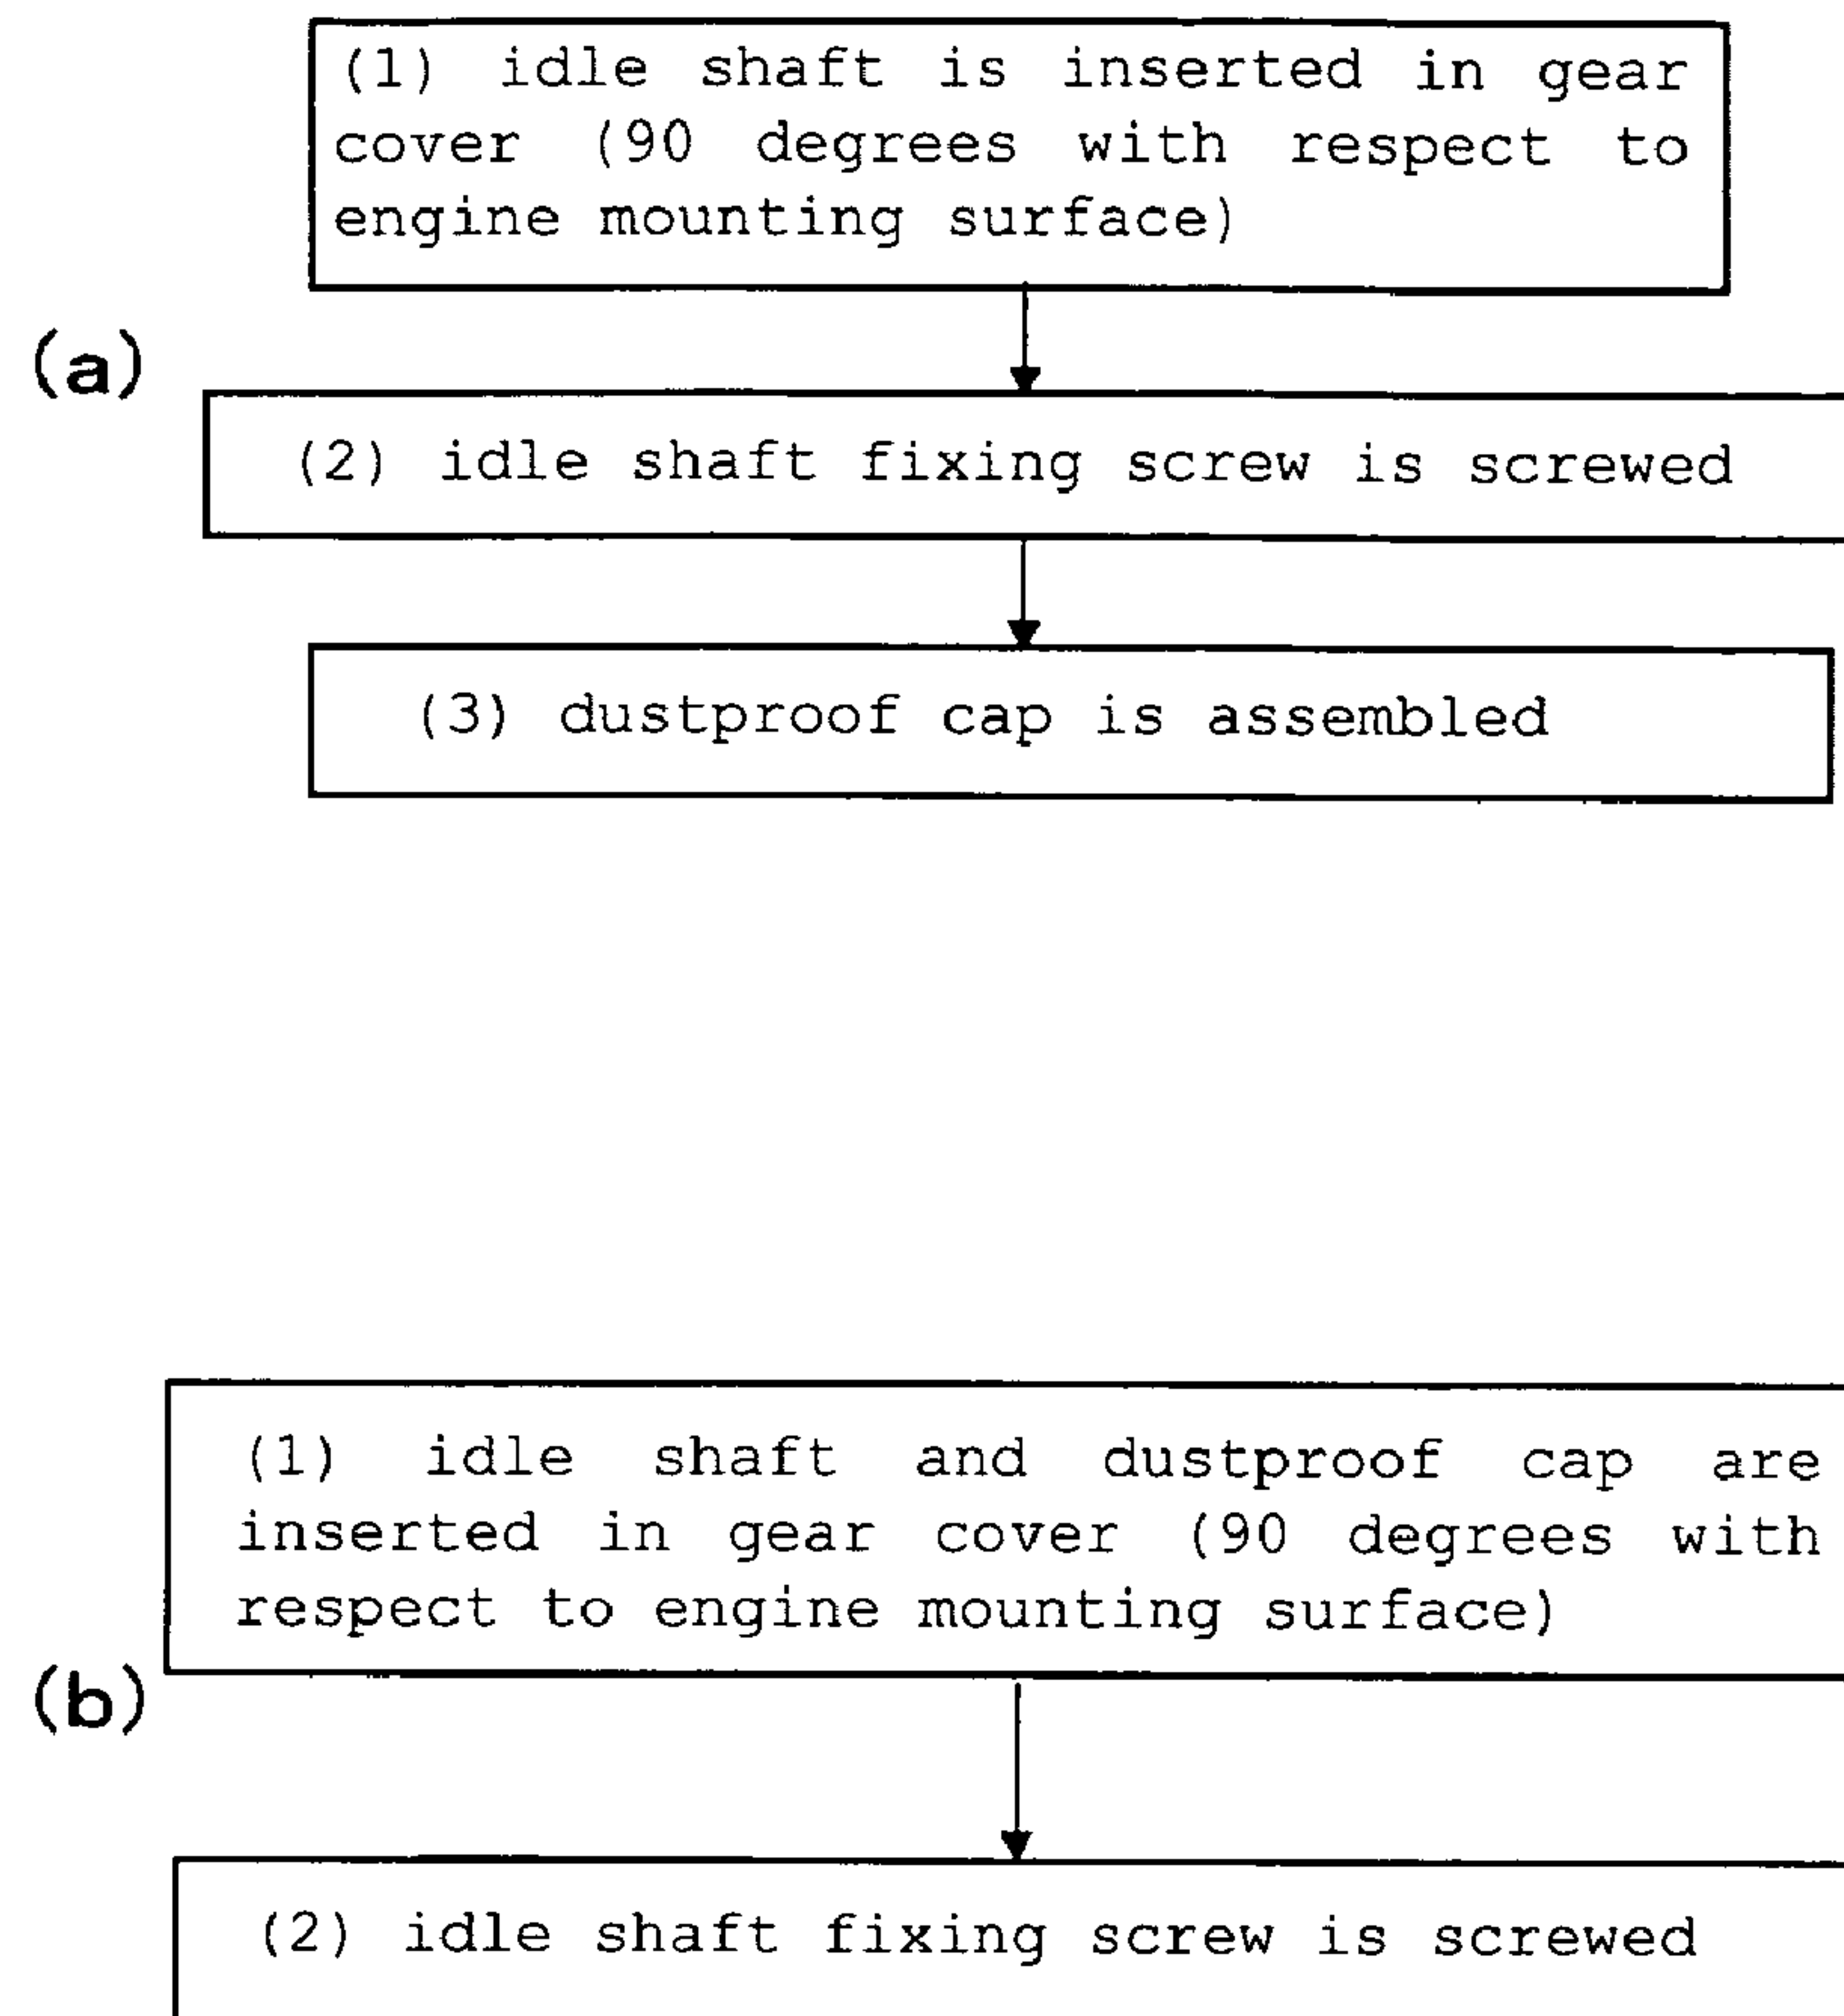 (1) idle shaft is inserted in gear
cover (90 degrees with respect to
engine mounting surface)
(a)
(2) idle shaft fixing screw is screwed
(3) dustproof cap is assembled
(1) idle shaft and dustproof cap are
inserted in gear cover (90 degrees with
respect to engine mounting surface)
(b)
(2) idle shaft fixing screw is screwed